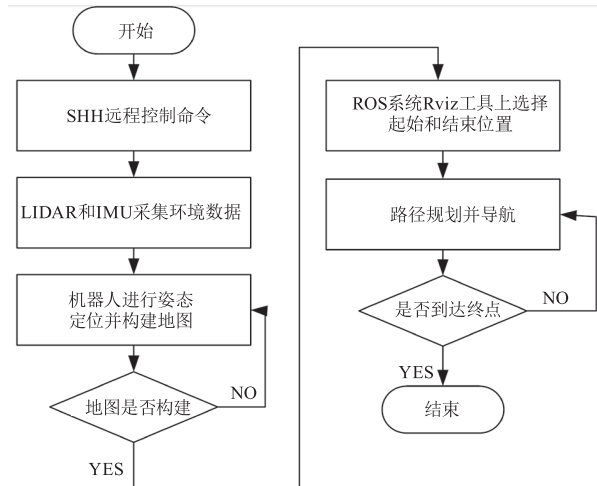 开始
SHH远程控制命令
LIDAR和IMU采集环境数据
机器人进行姿态
定位并构建地图
地图是否构建
NO
YES
ROS系统Rviz工具上选择
起始和结束位置
路径规划并导航
是否到达终点
NO
YES
结束